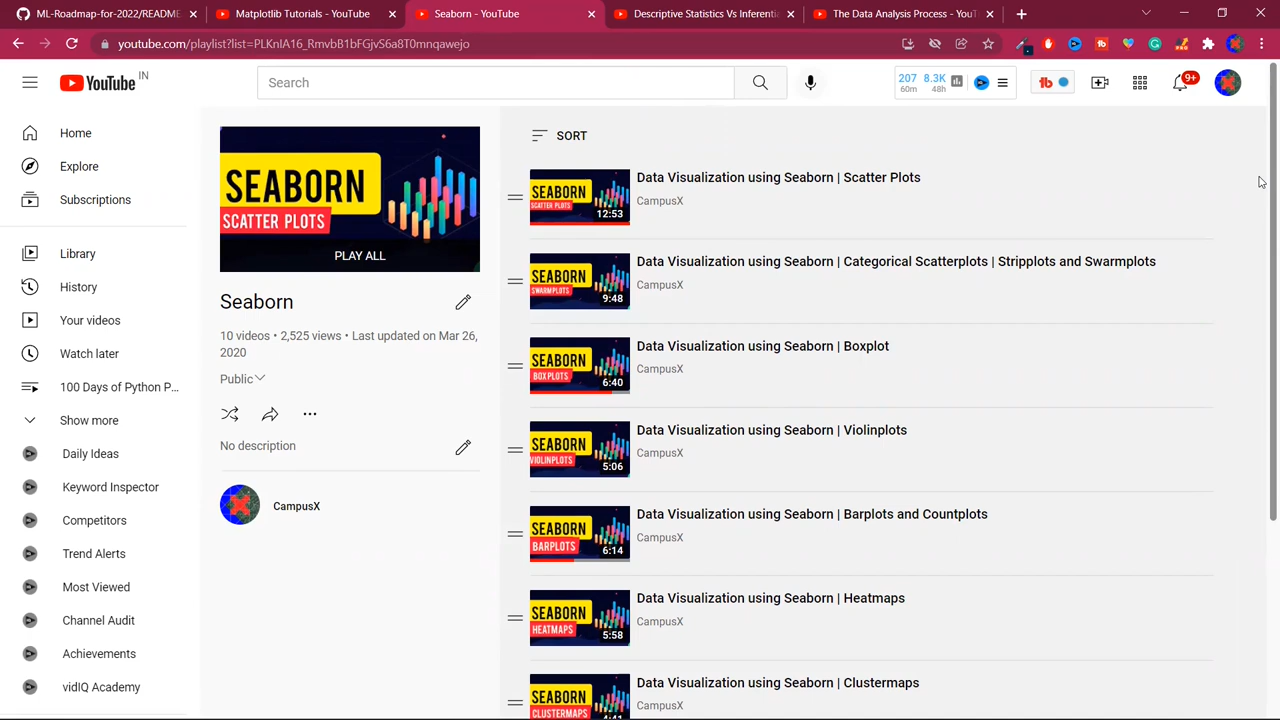 ML-Roadmap-for-2022/README.
Matplotlib Tutorials - YouTube
Seaborn - YouTube
Descriptive Statistics Vs Inferenti
The Data Analysis Process - YouT
youtube.com/playlist?list=PLKnIA16_RmvbB1bFGjvS6a8T0mnqawejo
YouTube IN
Search
207 8.3K
60m 48h
9+
Home
Explore
Subscriptions
Library
History
Your videos
Watch later
100 Days of Python P...
Show more
Daily Ideas
Keyword Inspector
Competitors
Trend Alerts
Most Viewed
Channel Audit
Achievements
vidIQ Academy
SEABORN
SCATTER PLOTS
PLAY ALL
Seaborn
10 videos • 2,525 views • Last updated on Mar 26,
2020
Public
No description
CampusX
SORT
SEABORN
SCATTER PLOTS
12:53
Data Visualization using Seaborn | Scatter Plots
CampusX
SEABORN
SWARMPLOTS
9:48
Data Visualization using Seaborn | Categorical Scatterplots | Stripplots and Swarmplots
CampusX
SEABORN
BOXPLOTS
6:40
Data Visualization using Seaborn | Boxplot
CampusX
SEABORN
VIOLINPLOTS
5:06
Data Visualization using Seaborn | Violinplots
CampusX
SEABORN
BARPLOTS
6:14
Data Visualization using Seaborn | Barplots and Countplots
CampusX
SEABORN
HEATMAPS
5:58
Data Visualization using Seaborn | Heatmaps
CampusX
SEABORN
CLUSTERMAPS
4:41
Data Visualization using Seaborn | Clustermaps
CampusX